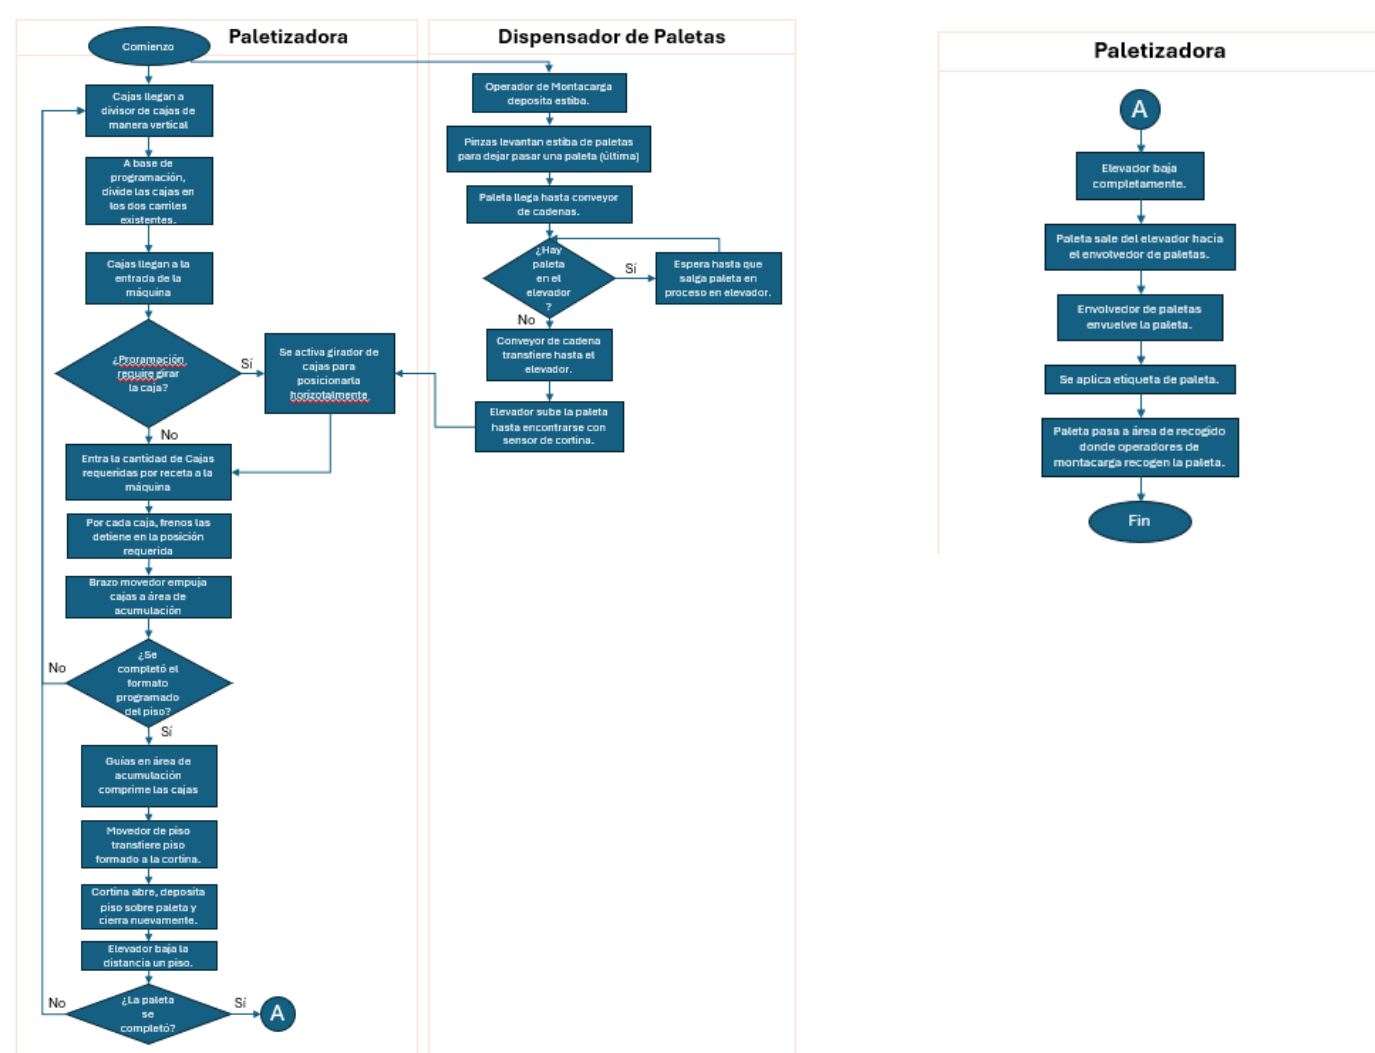 Paletizadora
Comienzo
Cajas llegan a
divisor de cajas de
manera vertical
A base de
programación,
divide las cajas en
los dos carriles
existentes.
Cajas llegan a la
entrada de la
máquina
¿Proramación
require girar
la caja?
Sí
No
Se activa girador de
cajas para
posicionarla
horizotalmente
Entra la cantidad de Cajas
requeridas por receta a la
máquina
Por cada caja, frenos las
detiene en la posición
requerida
Brazo movedor empuja
cajas a área de
acumulación
¿Se
completó el
formato
programado
del piso?
No
Sí
Guías en área de
acumulación
comprime las cajas
Movedor de piso
transfiere piso
formado a la cortina.
Cortina abre, deposita
piso sobre paleta y
cierra nuevamente.
Elevador baja la
distancia un piso.
¿La paleta
se
completó?
No
Sí
A
Dispensador de Paletas
Operador de Montacarga
deposita estiba.
Pinzas levantan estiba de paletas
para dejar pasar una paleta (última)
Paleta llega hasta conveyor
de cadenas.
¿Hay
paleta
en el
elevador
?
Sí
No
Espera hasta que
salga paleta en
proceso en elevador.
Conveyor de cadena
transfiere hasta el
elevador.
Elevador sube la paleta
hasta encontrarse con
sensor de cortina.
Paletizadora
A
Elevador baja
completamente.
Paleta sale del elevador hacia
el envolvedor de paletas.
Envolvedor de paletas
envuelve la paleta.
Se aplica etiqueta de paleta.
Paleta pasa a área de recogido
donde operadores de
montacarga recogen la paleta.
Fin